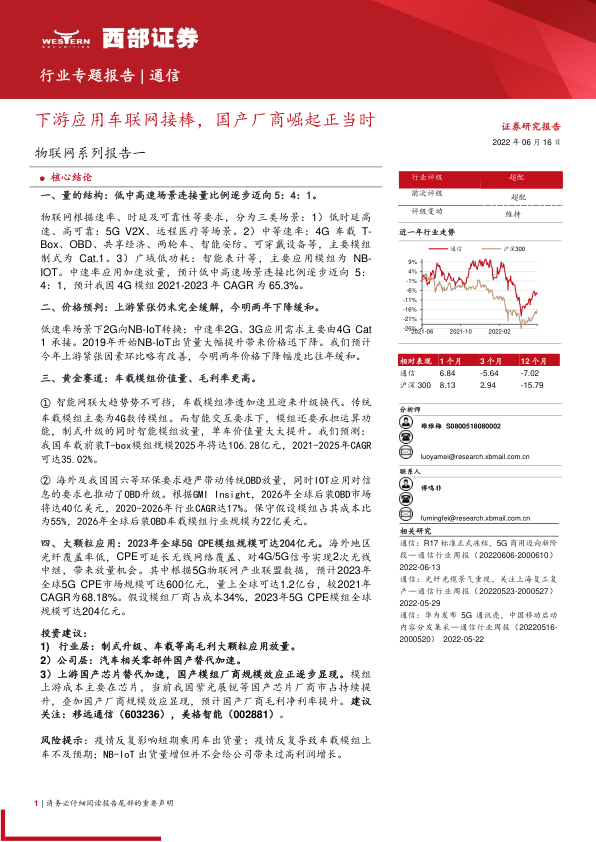 WESTERN
SECURITIES
西部证券
行业专题报告 | 通信
下游应用车联网接棒，国产厂商崛起正当时
物联网系列报告一
证券研究报告
2022 年 06 月 16 日
● 核心结论
一、量的结构：低中高速场景连接量比例逐步迈向 5：4：1。
物联网根据速率、时延及可靠性等要求，分为三类场景：1）低时延高
速、高可靠：5G V2X、远程医疗等场景。2）中等速率：4G 车载 T-
Box、OBD、共享经济、两轮车、智能安防、可穿戴设备等，主要模组
制式为 Cat.1。3）广域低功耗：智能表计等，主力应用模组为 NB-
IOT。中速率应用加速放量，预计低中高速场景连接比例逐步迈向 5：
4：1，预计我国 4G 模组 2021-2023 年 CAGR 为 65.3%。
二、价格预判：上游紧张仍未完全缓解，今明两年下降缓和。
低速率场景下2G向NB-IoT转换；中速率2G、3G应用需求主要由4G Cat
1 承接。2019年开始NB-IoT出货量大幅提升带来价格迅下降。我们预计
今年上游紧张因素环比略有改善，今明两年价格下降幅度比往年缓和。
三、黄金赛道：车载模组价值量、毛利率更高。
① 智能网联大趋势势不可挡，车载模组渗透加速且迎来升级换代。传统
车载模组主要为4G数传模组。而智能交互要求下，模组还要承担运算功
能，制式升级的同时智能模组放量，单车价值量大大提升。我们预测：
我国车载前装T-box模组规模2025年将达106.28亿元，2021-2025年CAGR
可达35.02%。
② 海外及我国国六等环保要求趋严带动传统OBD放量，同时IOT应用对信
息的要求也推动了OBD升级。根据GMI Insight，2026年全球后装OBD市场
将达40亿美元，2020-2026年行业CAGR达17%。保守假设模组占其成本比
为55%，2026年全球后装OBD车载模组行业规模为22亿美元。
四、大颗粒应用：2023年全球5G CPE模组规模可达204亿元。海外地区
光纤覆盖率低，CPE可延长无线网络覆盖、对4G/5G信号实现2次无线
中继，带来放量机会。其中根据5G物联网产业联盟数据，预计2023年
全球5G CPE市场规模可达600亿元，量上全球可达1.2亿台，较2021年
CAGR为68.18%。假设模组厂商占成本34%，2023年5G CPE模组全球
规模可达204亿元。
投资建议：
1） 行业层：制式升级、车载等高毛利大颗粒应用放量。
2）公司层：汽车相关零部件国产替代加速。
3）上游国产芯片替代加速，国产模组厂商规模效应正逐步显现。模组
上游成本主要在芯片，当前我国紫光展锐等国产芯片厂商市占持续提
升，叠加国产厂商规模效应显现，预计国产厂商毛利净利率提升。建议
关注：移远通信（603236），美格智能（002881）。
风险提示：疫情反复影响短期乘用车出货量；疫情反复导致车载模组上
车不及预期；NB-IoT 出货量增但并不会给公司带来过高利润增长。
行业评级 超配
前次评级 超配
评级变动 维持
近一年行业走势
通信 沪深300
9%
4%
-1%
-6%
-11%
-16%
-21%
-26%
2021-06 2021-10 2022-02
相对表现 1 个月 3 个月 12 个月
通信 6.84 -5.64 -7.02
沪深 300 8.13 2.94 -15.79
分析师
雒雅梅 S0800518080002
luoyamei@research.xbmail.com.cn
联系人
傅鸣非
fumingfei@research.xbmail.com.cn
相关研究
通信：R17 标准正式冻结，5G 商用迈向新阶
段—通信行业周报（20220606-2000610）
2022-06-13
通信：光纤光缆景气重现，关注上海复工复
产—通信行业周报（20220523-2000527）
2022-05-29
通信：华为发布 5G 通讯壳，中国移动启动
内容分发集采—通信行业周报（20220516-
2000520） 2022-05-22
1 | 请务必仔细阅读报告尾部的重要声明